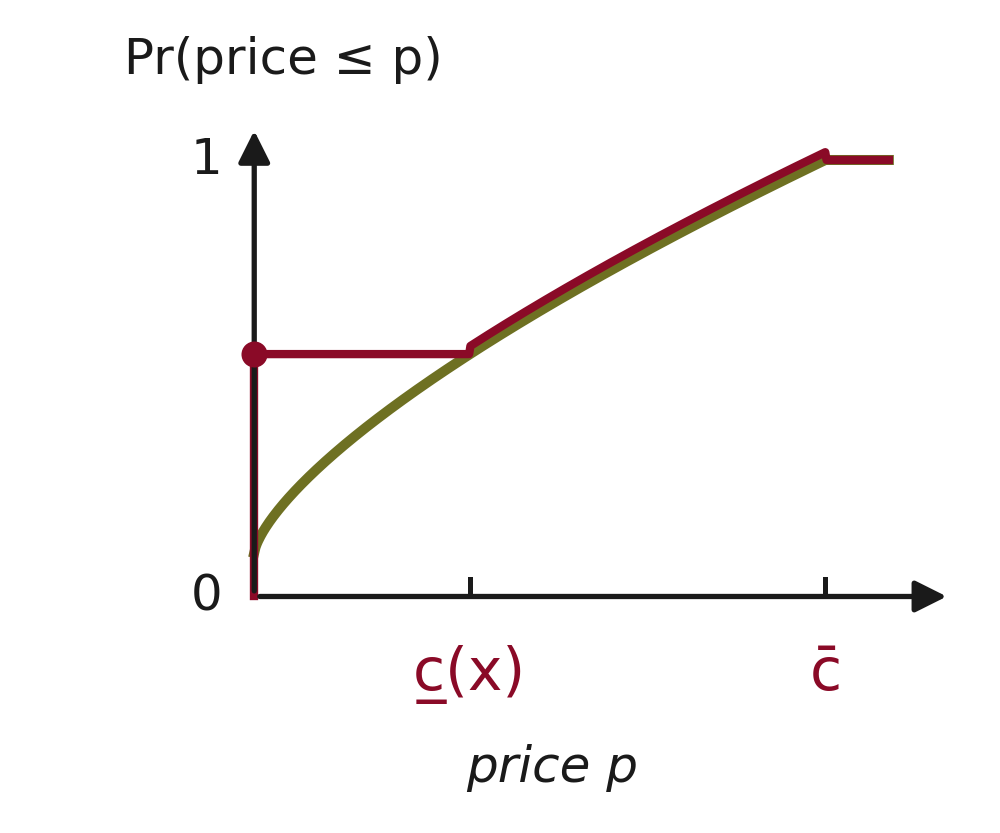 Pr(price ≤ p)
1
0
c̲(x)
c̄
price p